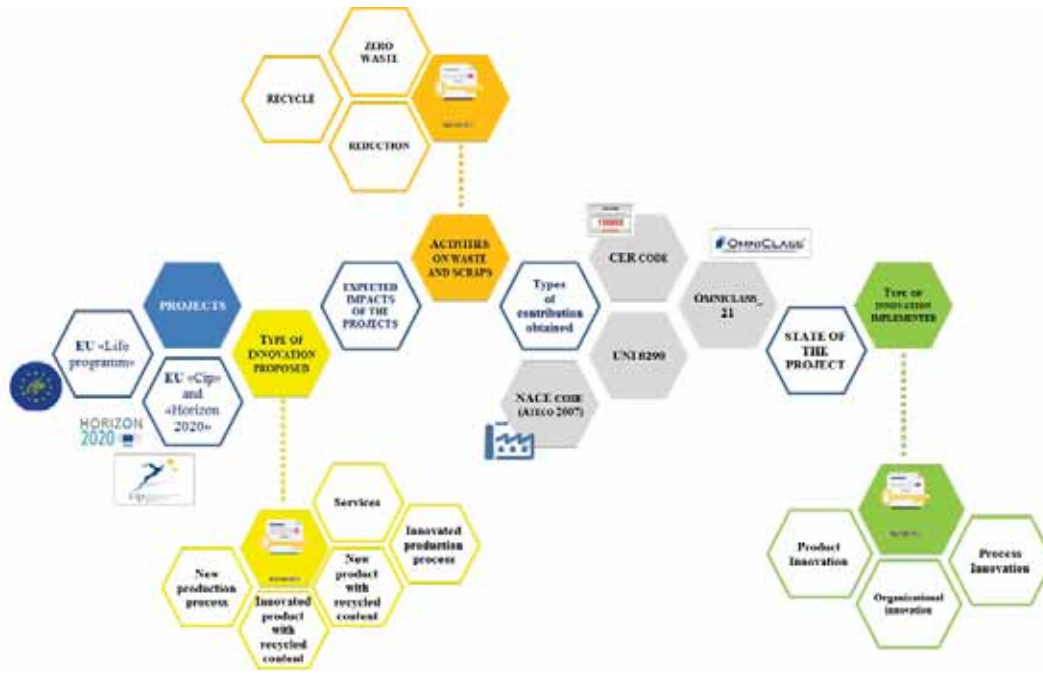 ZERO
WASTE
RECYCLE
REDUCTION
ACTIVITIES
ON WASTE
AND SCRAPS
CER CODE
OMNICLASS
PROJECTS
EXPECTED
IMPACTS
OF THE
PROJECTS
Types
of
contribution
obtained
OMNICLASS_
21
TYPE OF
INNOVATION
IMPLEMENTED
EU «Life
programm»
TYPE OF
INNOVATION
PROPOSED
UNI 8290
STATE OF
THE
PROJECT
EU «Cip»
and
«Horizon
2020»
NACE CODE
(ATECO 2007)
HORIZON
2020
Cip
Services
Innovated
production
process
New
production
process
New
product with
recycled
content
Innovated
product
with
recycled
content
Product
Innovation
Process
Innovation
Organizational
innovation